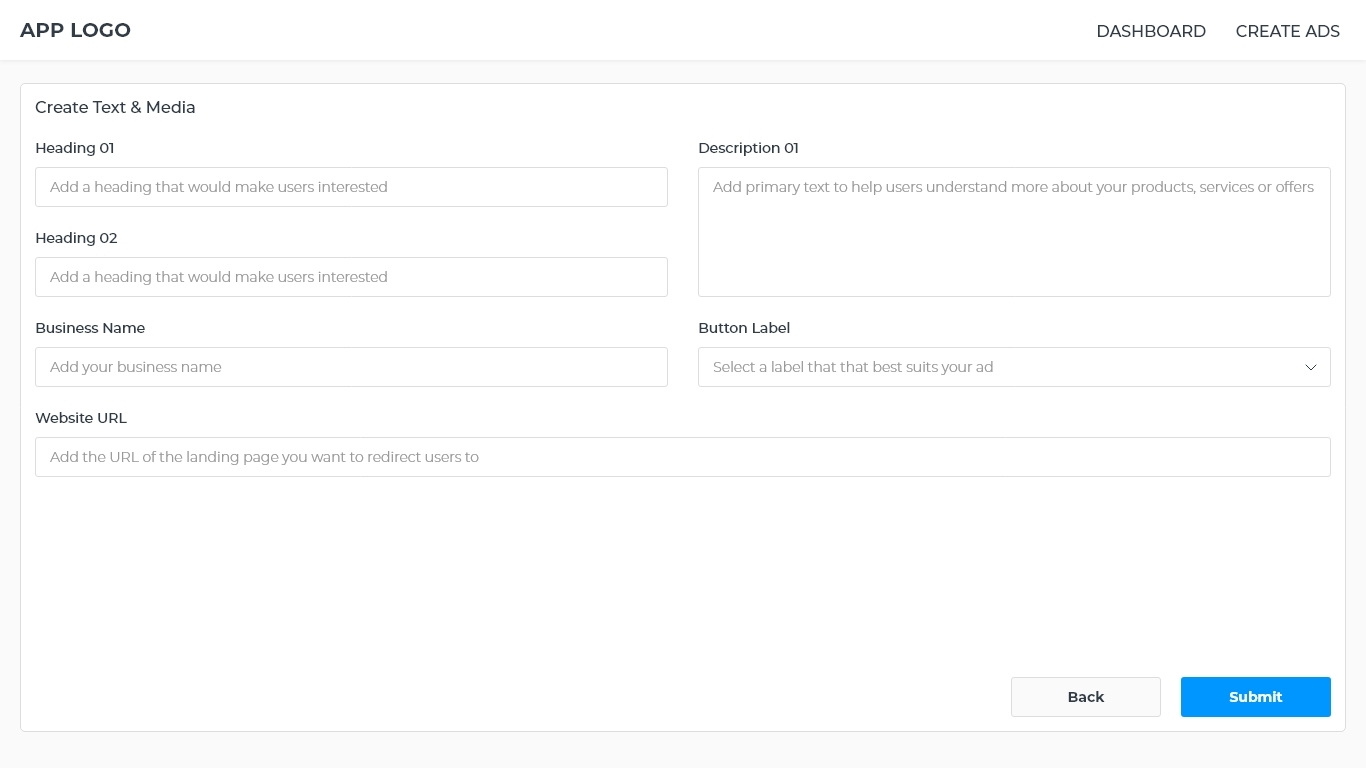 APP LOGO
DASHBOARD
CREATE ADS
Create Text & Media
Heading 01
Add a heading that would make users interested
Description 01
Add primary text to help users understand more about your products, services or offers
Heading 02
Add a heading that would make users interested
Business Name
Add your business name
Button Label
Select a label that that best suits your ad
Website URL
Add the URL of the landing page you want to redirect users to
Back
Submit